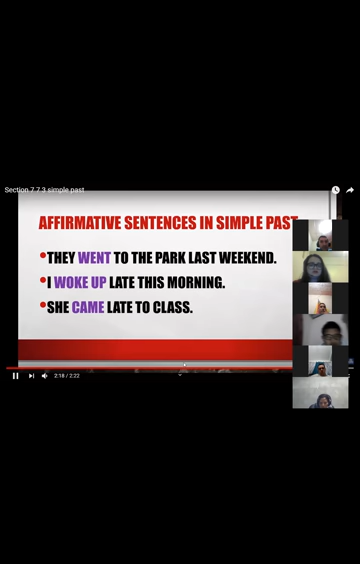 Section 7.7.3 simple past
AFFIRMATIVE SENTENCES IN SIMPLE PAST
•THEY WENT TO THE PARK LAST WEEKEND.
•I WOKE UP LATE THIS MORNING.
•SHE CAME LATE TO CLASS.
2:18 / 2:22